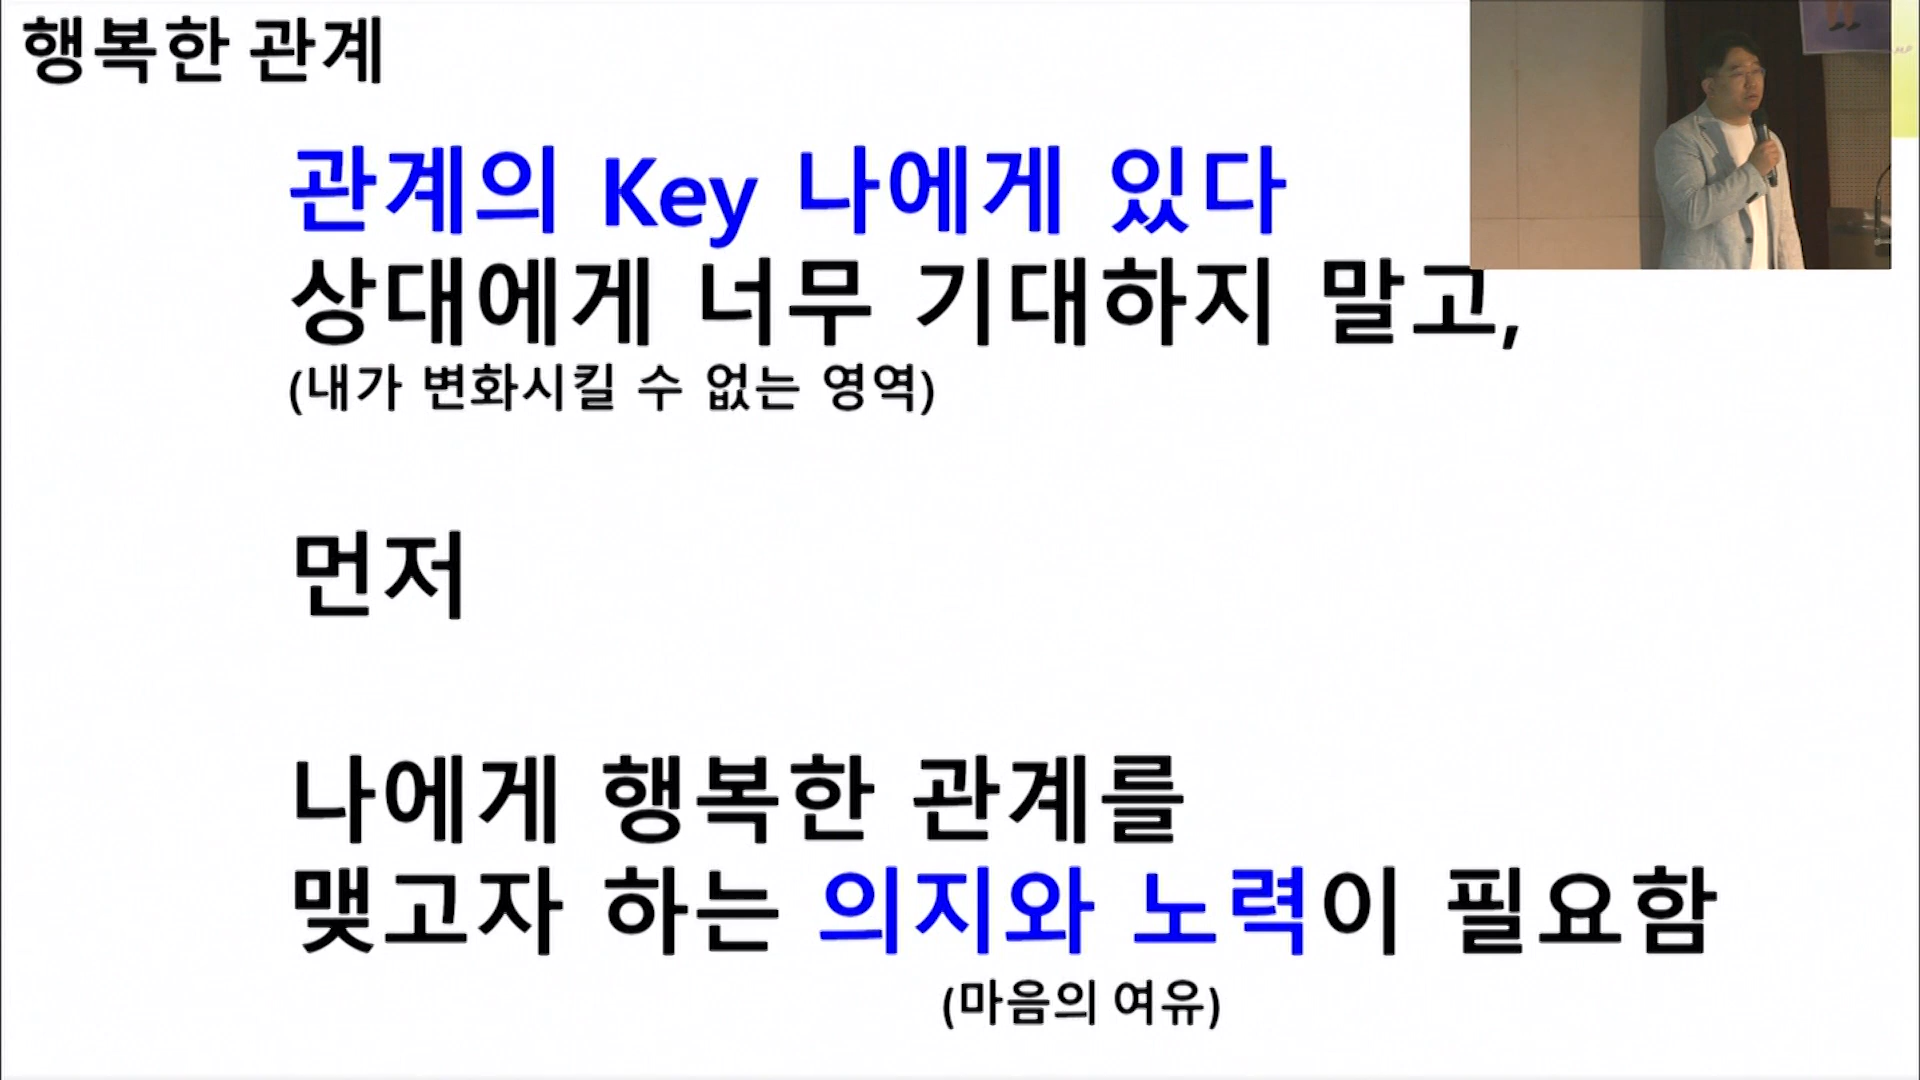 행복한 관계
관계의 Key 나에게 있다
상대에게 너무 기대하지 말고,
(내가 변화시킬 수 없는 영역)
먼저
나에게 행복한 관계를
맺고자 하는 의지와 노력이 필요함
(마음의 여유)